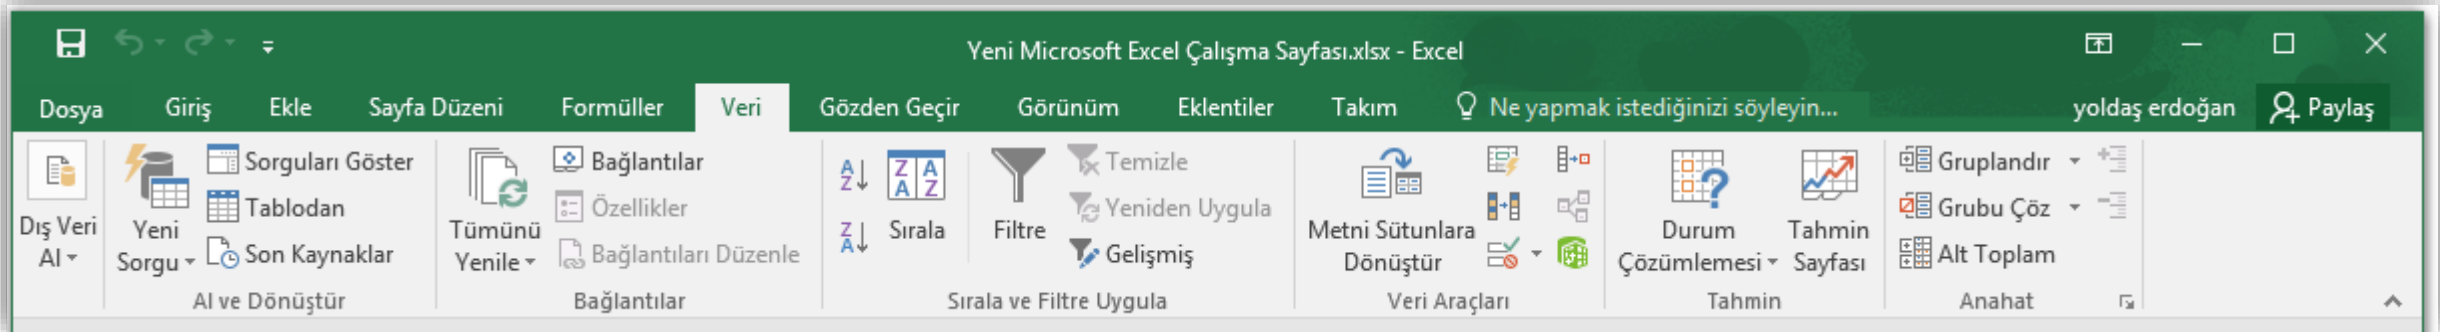 Yeni Microsoft Excel Çalışma Sayfası.xlsx - Excel
Dosya Giriş Ekle Sayfa Düzeni Formüller Veri Gözden Geçir Görünüm Eklentiler Takım Ne yapmak istediğinizi söyleyin... yoldaş erdoğan Paylaş
Dış Veri
Al
Yeni
Sorgu
Sorguları Göster
Tablodan
Son Kaynaklar
Al ve Dönüştür
Tümünü
Yenile
Bağlantılar
Özellikler
Bağlantıları Düzenle
Bağlantılar
A
Z
Z
A
Z A
A Z
Sırala
Filtre
Temizle
Yeniden Uygula
Gelişmiş
Sırala ve Filtre Uygula
Metni Sütunlara
Dönüştür
Veri Araçları
?
Durum
Çözümlemesi
Tahmin
Sayfası
Tahmin
Gruplandır
Grubu Çöz
Alt Toplam
Anahat